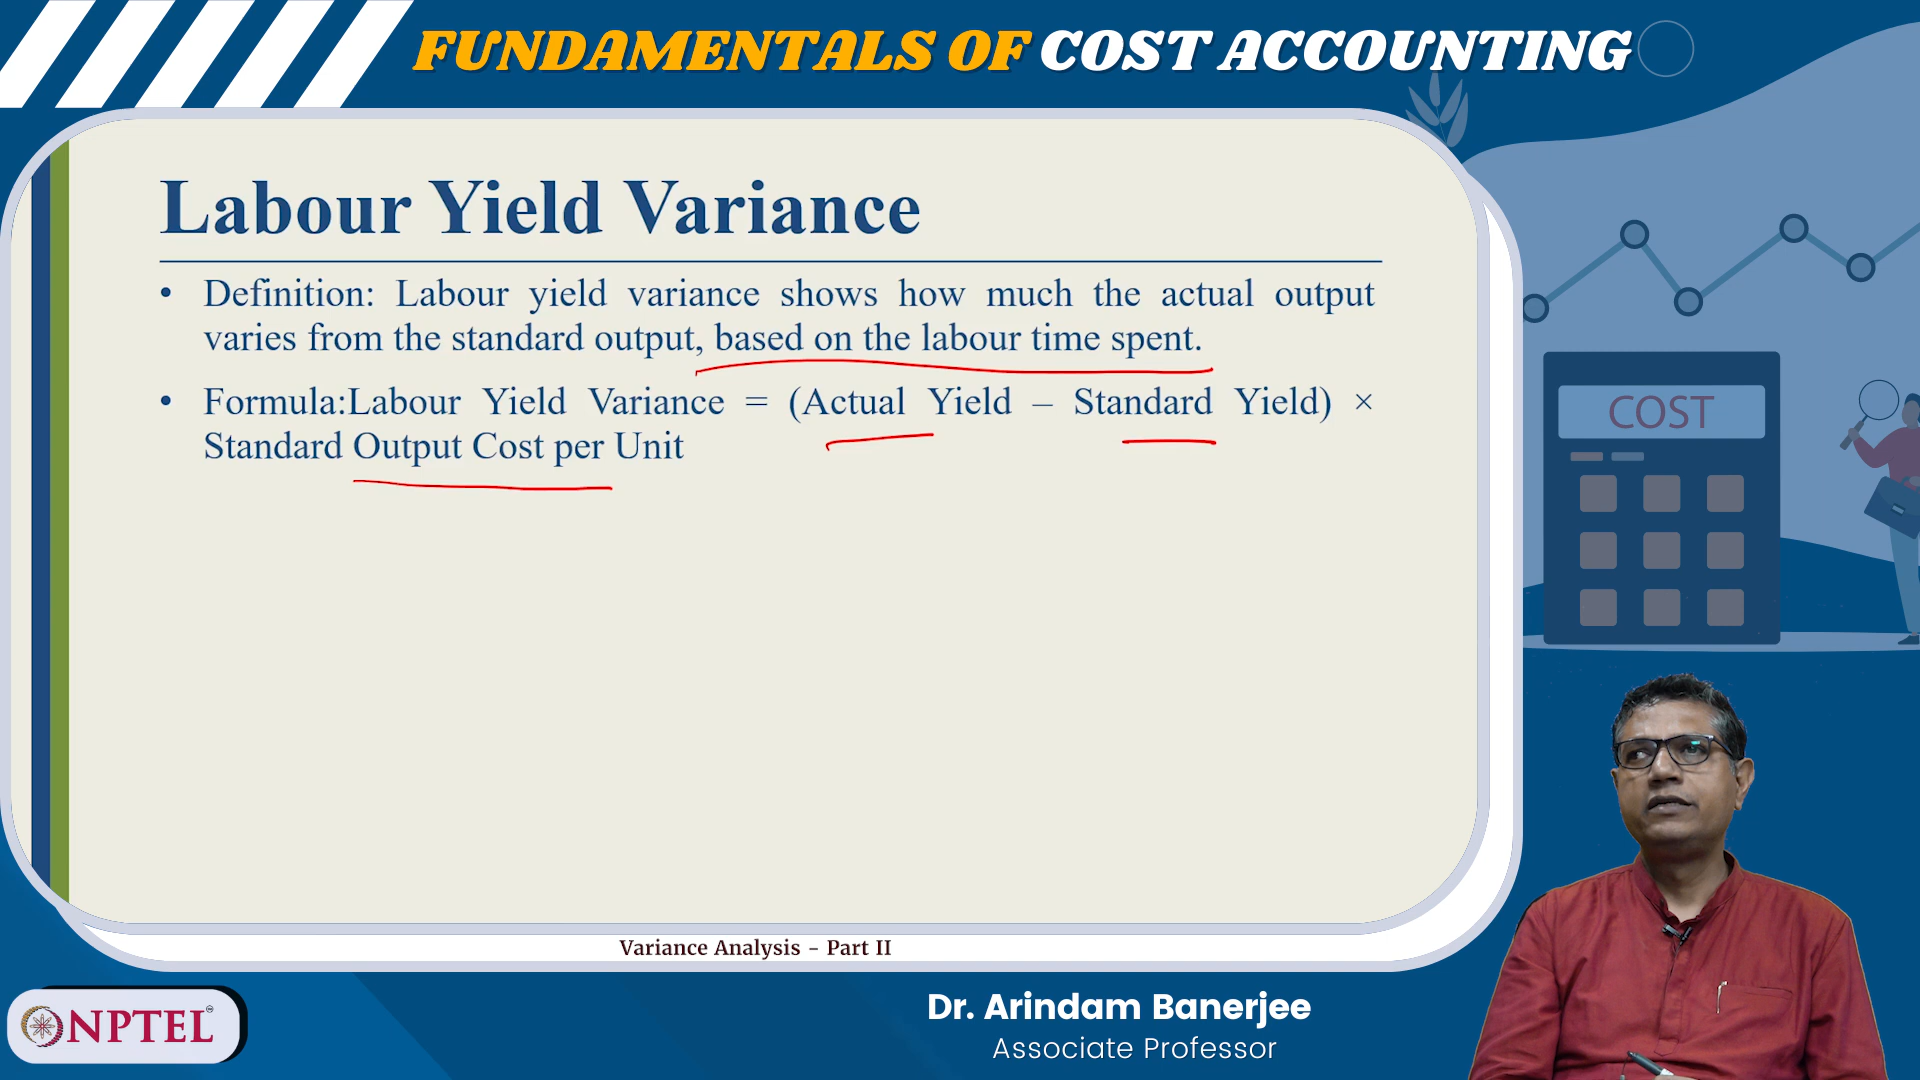 FUNDAMENTALS OF COST ACCOUNTING
Labour Yield Variance
• Definition: Labour yield variance shows how much the actual output
varies from the standard output, based on the labour time spent.
• Formula:Labour Yield Variance = (Actual Yield – Standard Yield) ×
Standard Output Cost per Unit
COST
Variance Analysis - Part II
NPTEL
Dr. Arindam Banerjee
Associate Professor